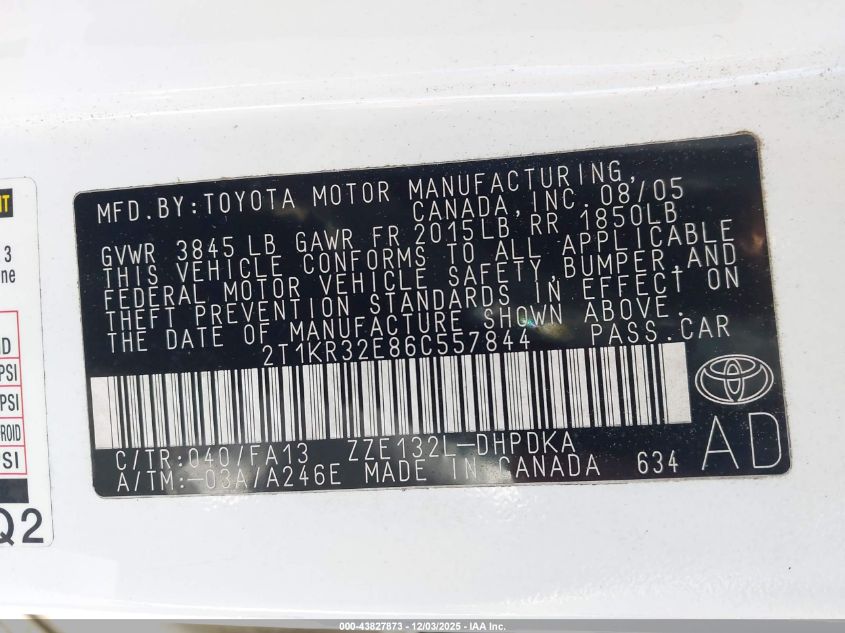 MFD.BY:TOYOTA MOTOR MANUFACTURING,
CANADA,INC. 08/05
GVWR 3845 LB GAWR FR 2015LB RR 1850LB
THIS VEHICLE CONFORMS TO ALL APPLICABLE
FEDERAL MOTOR VEHICLE SAFETY,BUMPER AND
THEFT PREVENTION STANDARDS IN EFFECT ON
THE DATE OF MANUFACTURE SHOWN ABOVE.
2T1KR32E86C557844 PASS.CAR
C/TR:040/FA13 ZZE132L-DHPDKA
A/TM:-03A/A246E MADE IN CANADA 634
AD
3
ne
PSI
PSI
SI
Q2
000-43827873 - 12/03/2025 - IAA Inc.